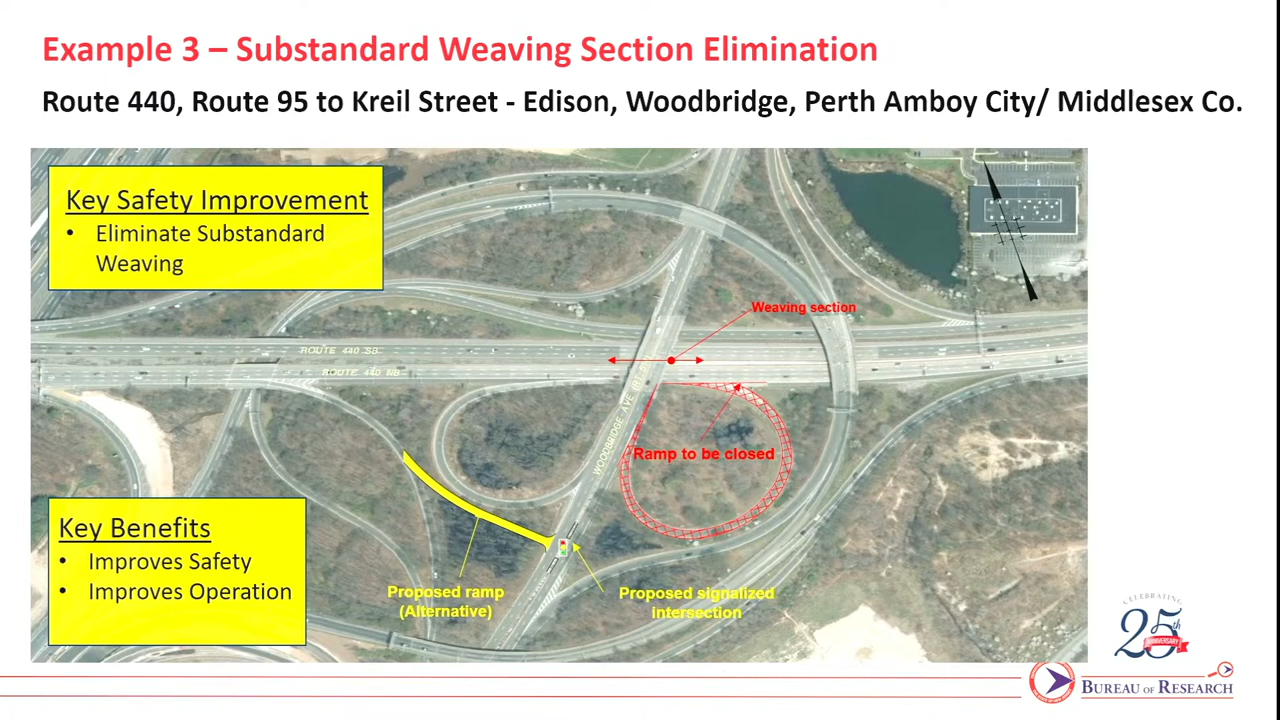 Example 3 – Substandard Weaving Section Elimination
Route 440, Route 95 to Kreil Street - Edison, Woodbridge, Perth Amboy City/ Middlesex Co.
Key Safety Improvement
• Eliminate Substandard
Weaving
Weaving section
ROUTE 440 SB
ROUTE 440 NB
WOODBRIDGE AVE
Ramp to be closed
Key Benefits
• Improves Safety
• Improves Operation
Proposed ramp
(Alternative)
Proposed signalized
intersection
CELEBRATING
25th
ANNIVERSARY
BUREAU OF RESEARCH